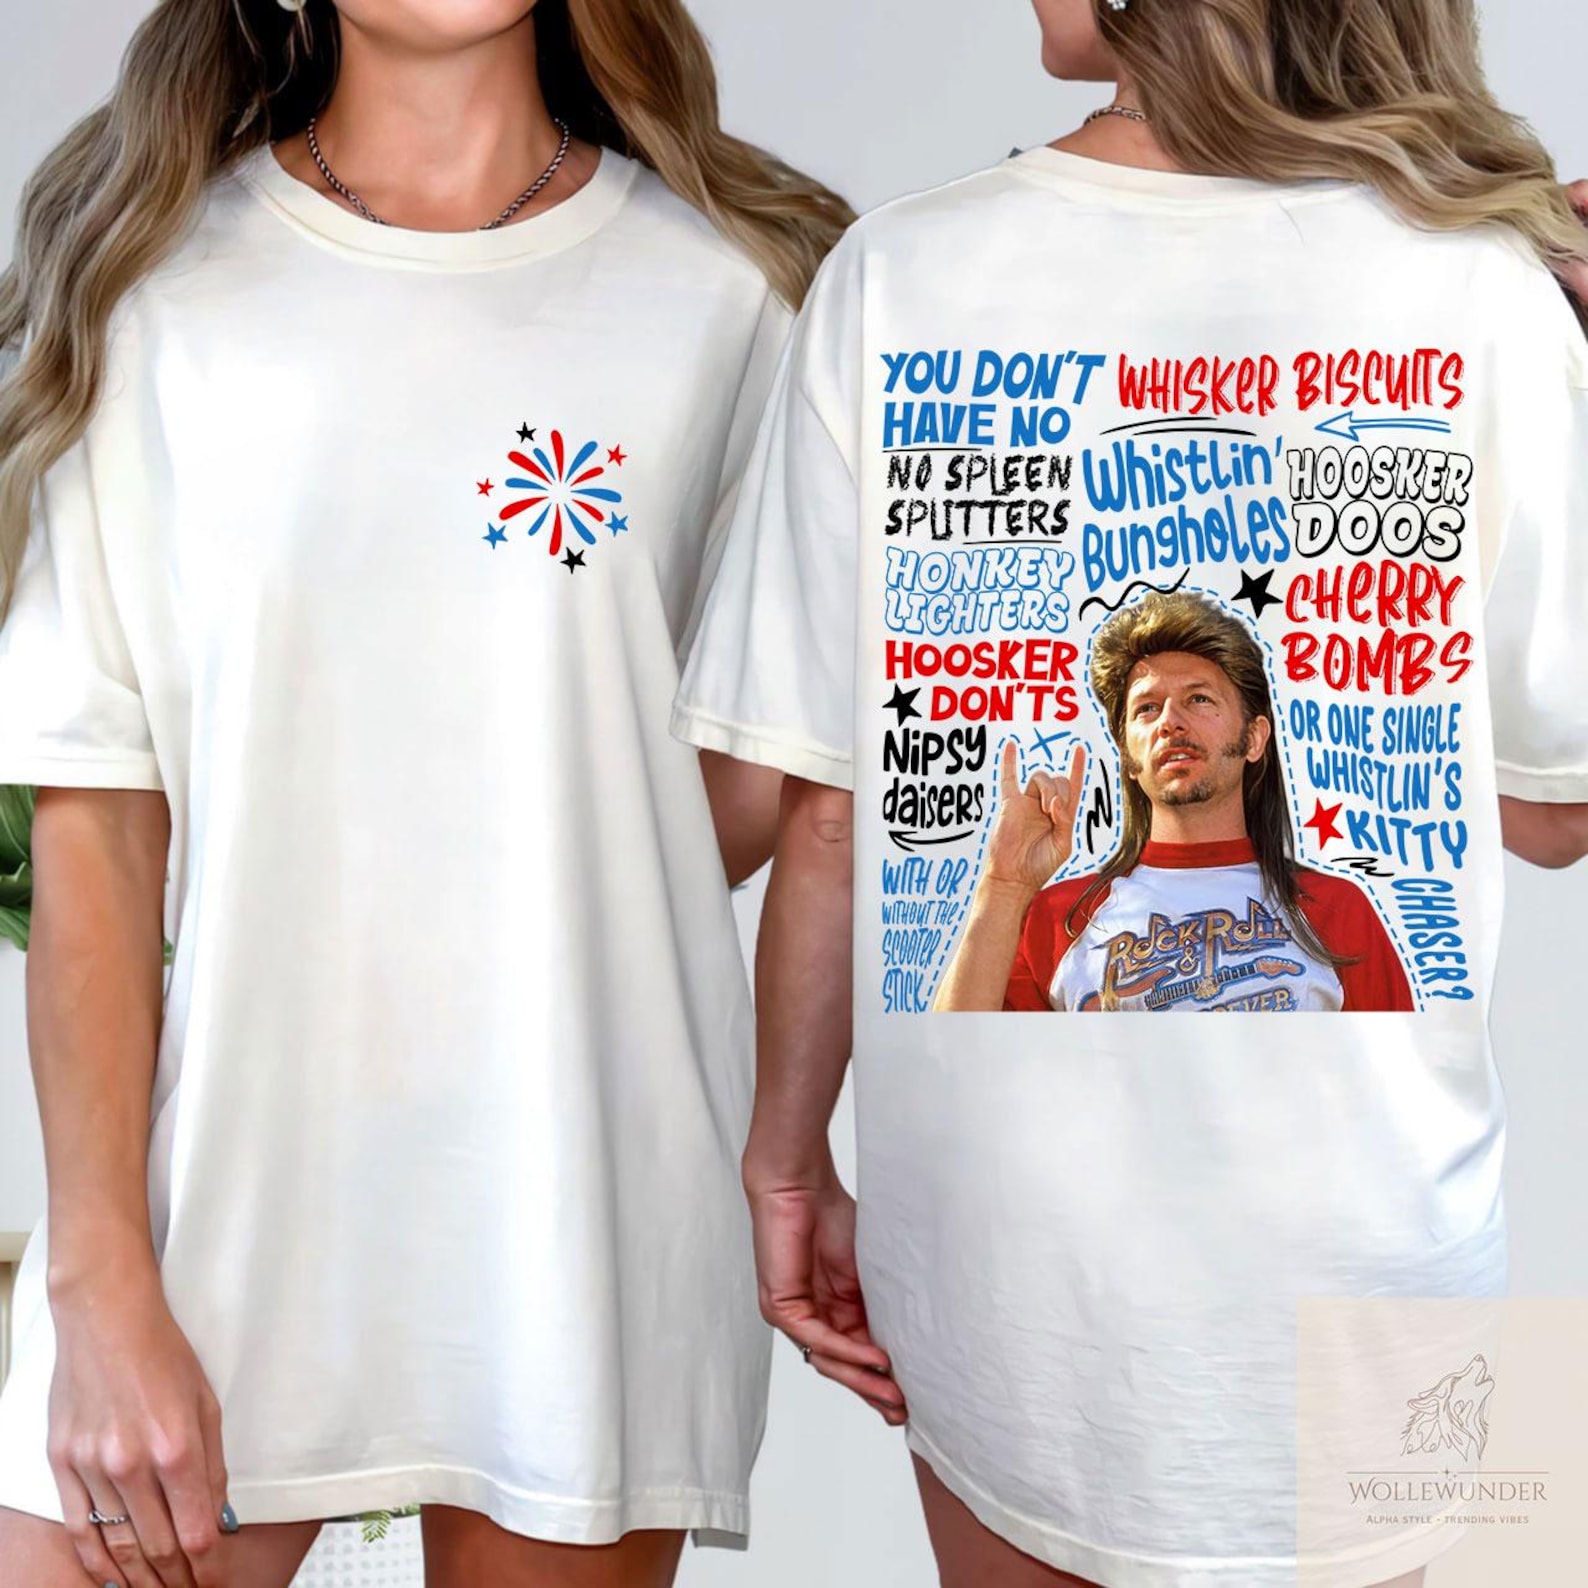 YOU DON'T
HAVE NO
WHISKER BISCUITS
NO SPLEEN
SPLITTERS
Whistlin'
Bungholes
HOOSKER
DOOS
HONKEY
LIGHTERS
CHERRY
BOMBS
HOOSKER
DON'TS
NiPSY
daisers
OR ONE SINGLE
WHISTLIN'S
KITTY
CHASER?
WITH OR
WITHOUT THE
SCOOTER
STICK
ROCK & ROLL
FOREVER
WOLLEWUNDER
ALPHA STYLE - TRENDING VIBES